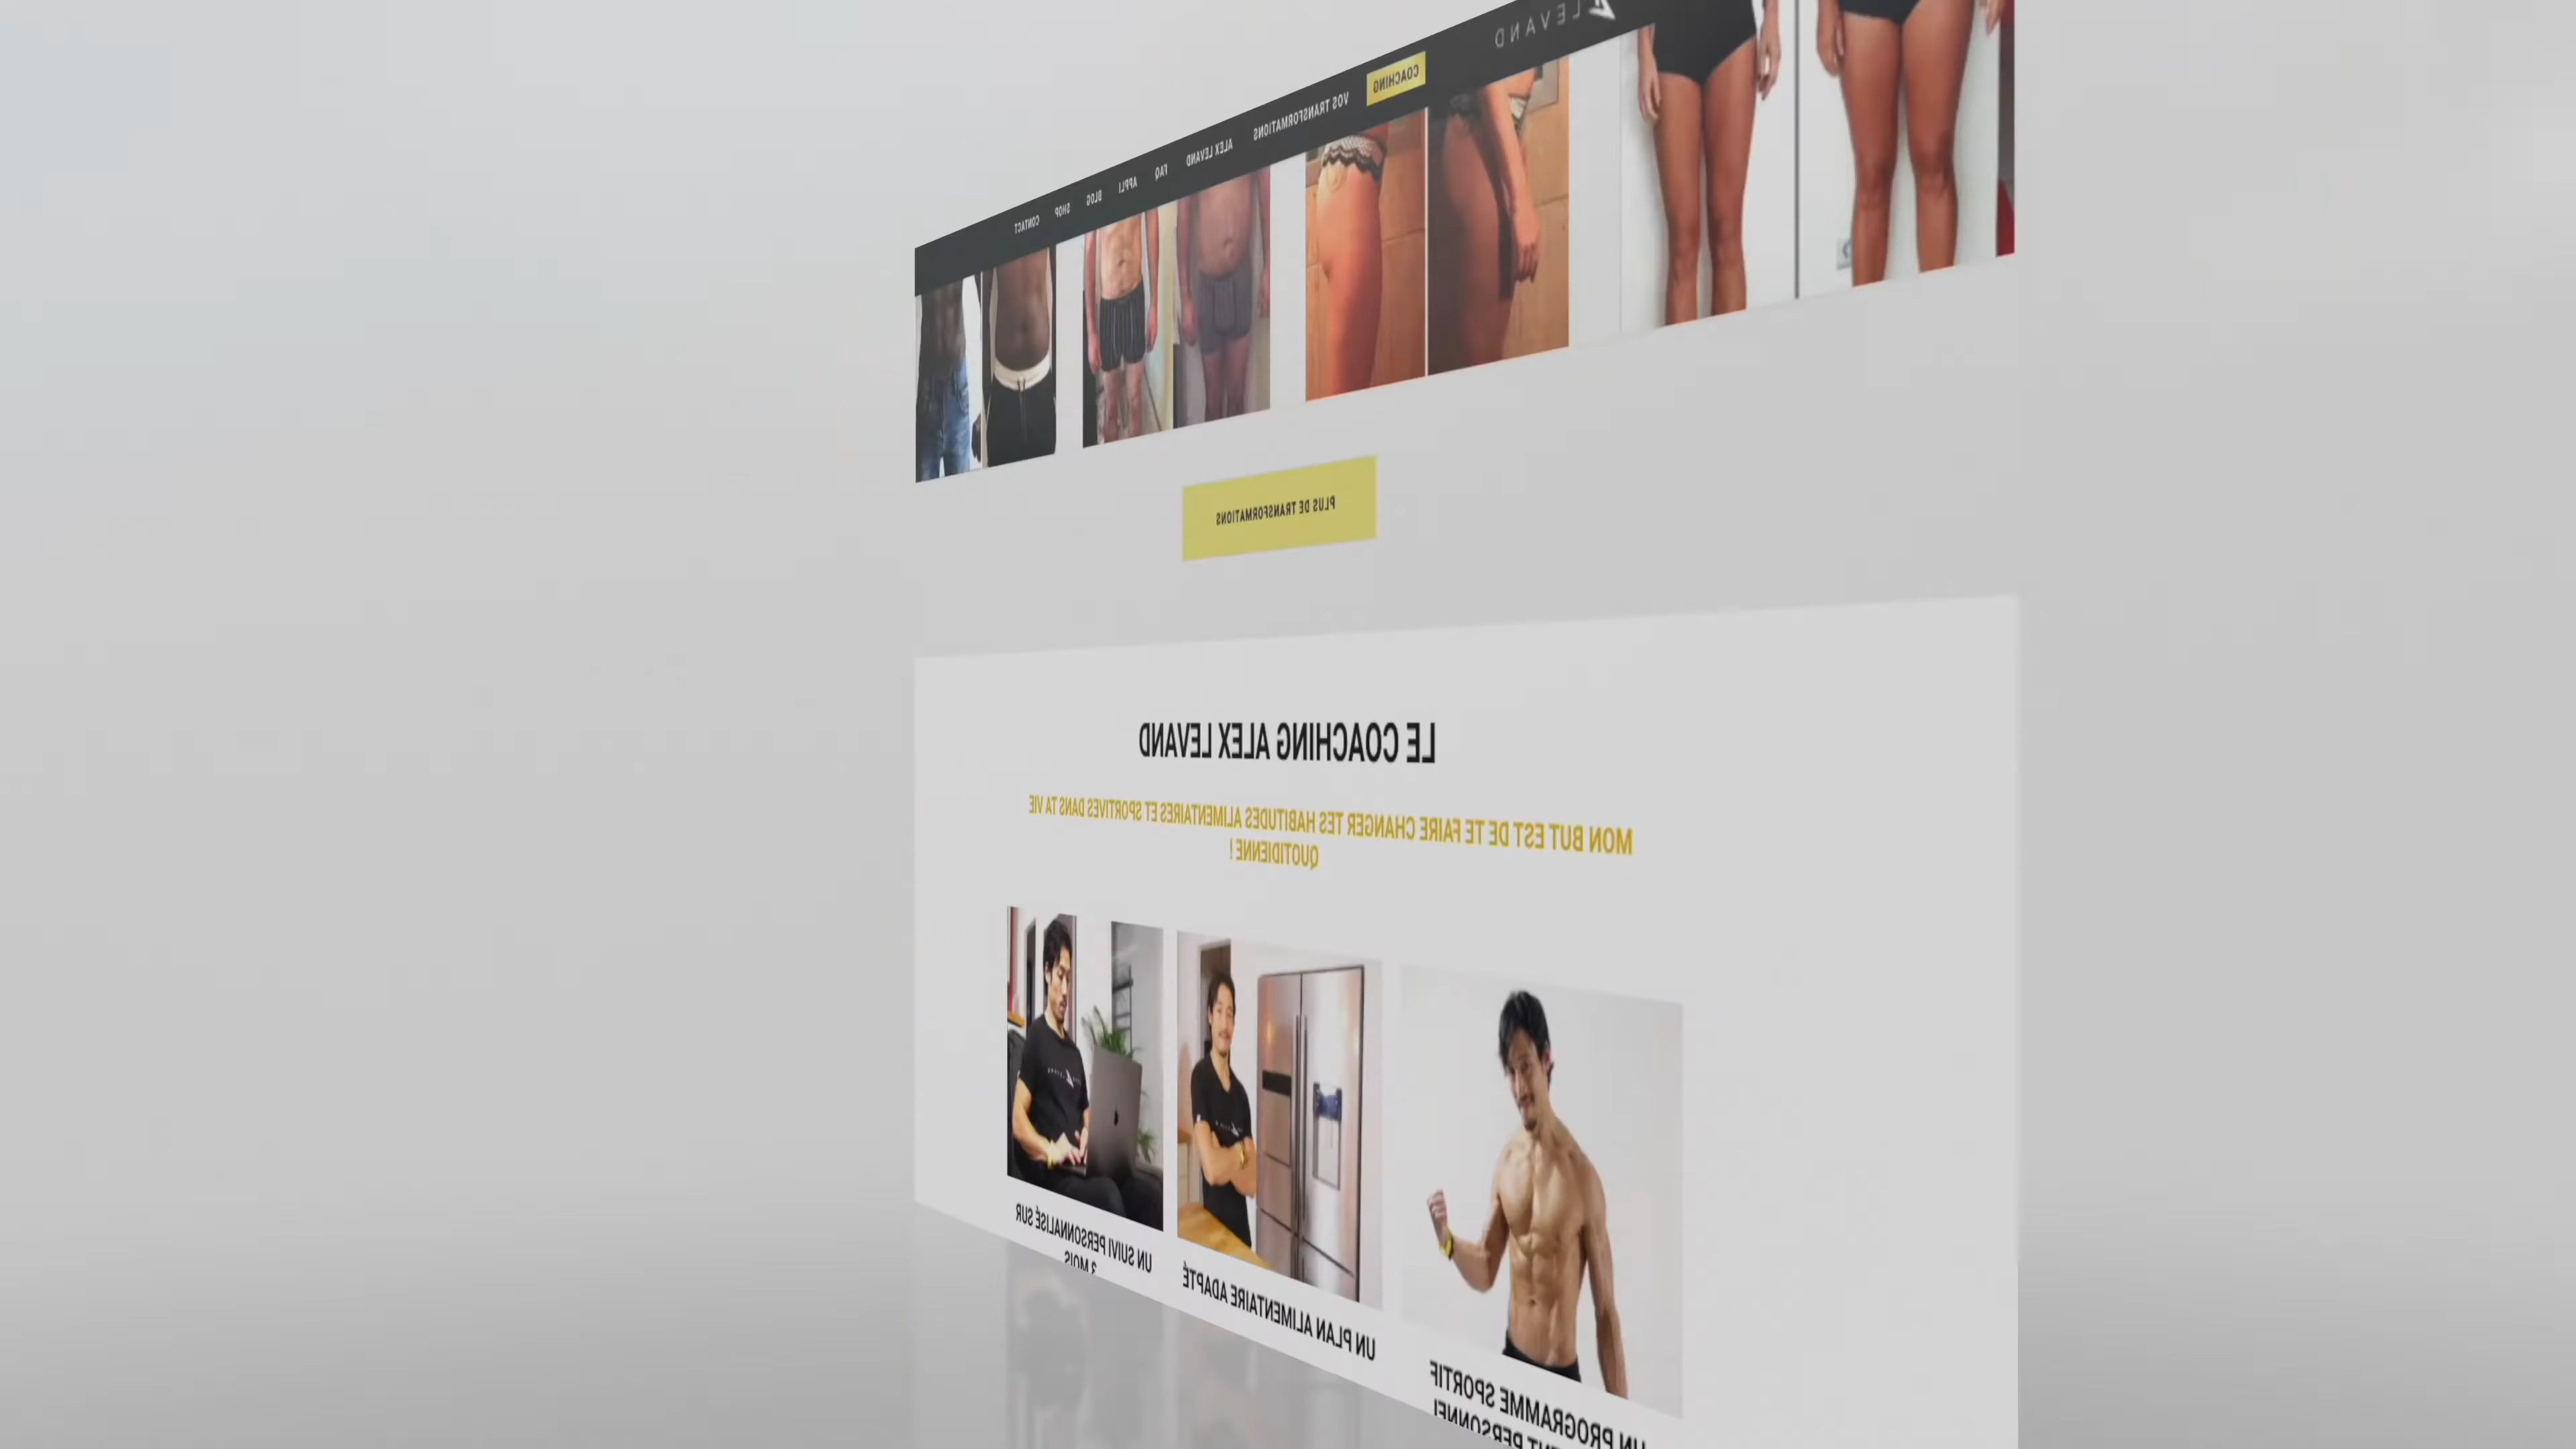 LEVAND
COACHING
VOS TRANSFORMATIONS
ALEX LEVAND
FAQ
APPLI
BLOG
SHOP
CONTACT
PLUS DE TRANSFORMATIONS
LE COACHING ALEX LEVAND
MON BUT EST DE TE FAIRE CHANGER TES HABITUDES ALIMENTAIRES ET SPORTIVES DANS TA VIE
QUOTIDIENNE !
UN PROGRAMME SPORTIF
UN PLAN ALIMENTAIRE ADAPTÉ
UN SUIVI PERSONNALISÉ SUR
3 MOIS